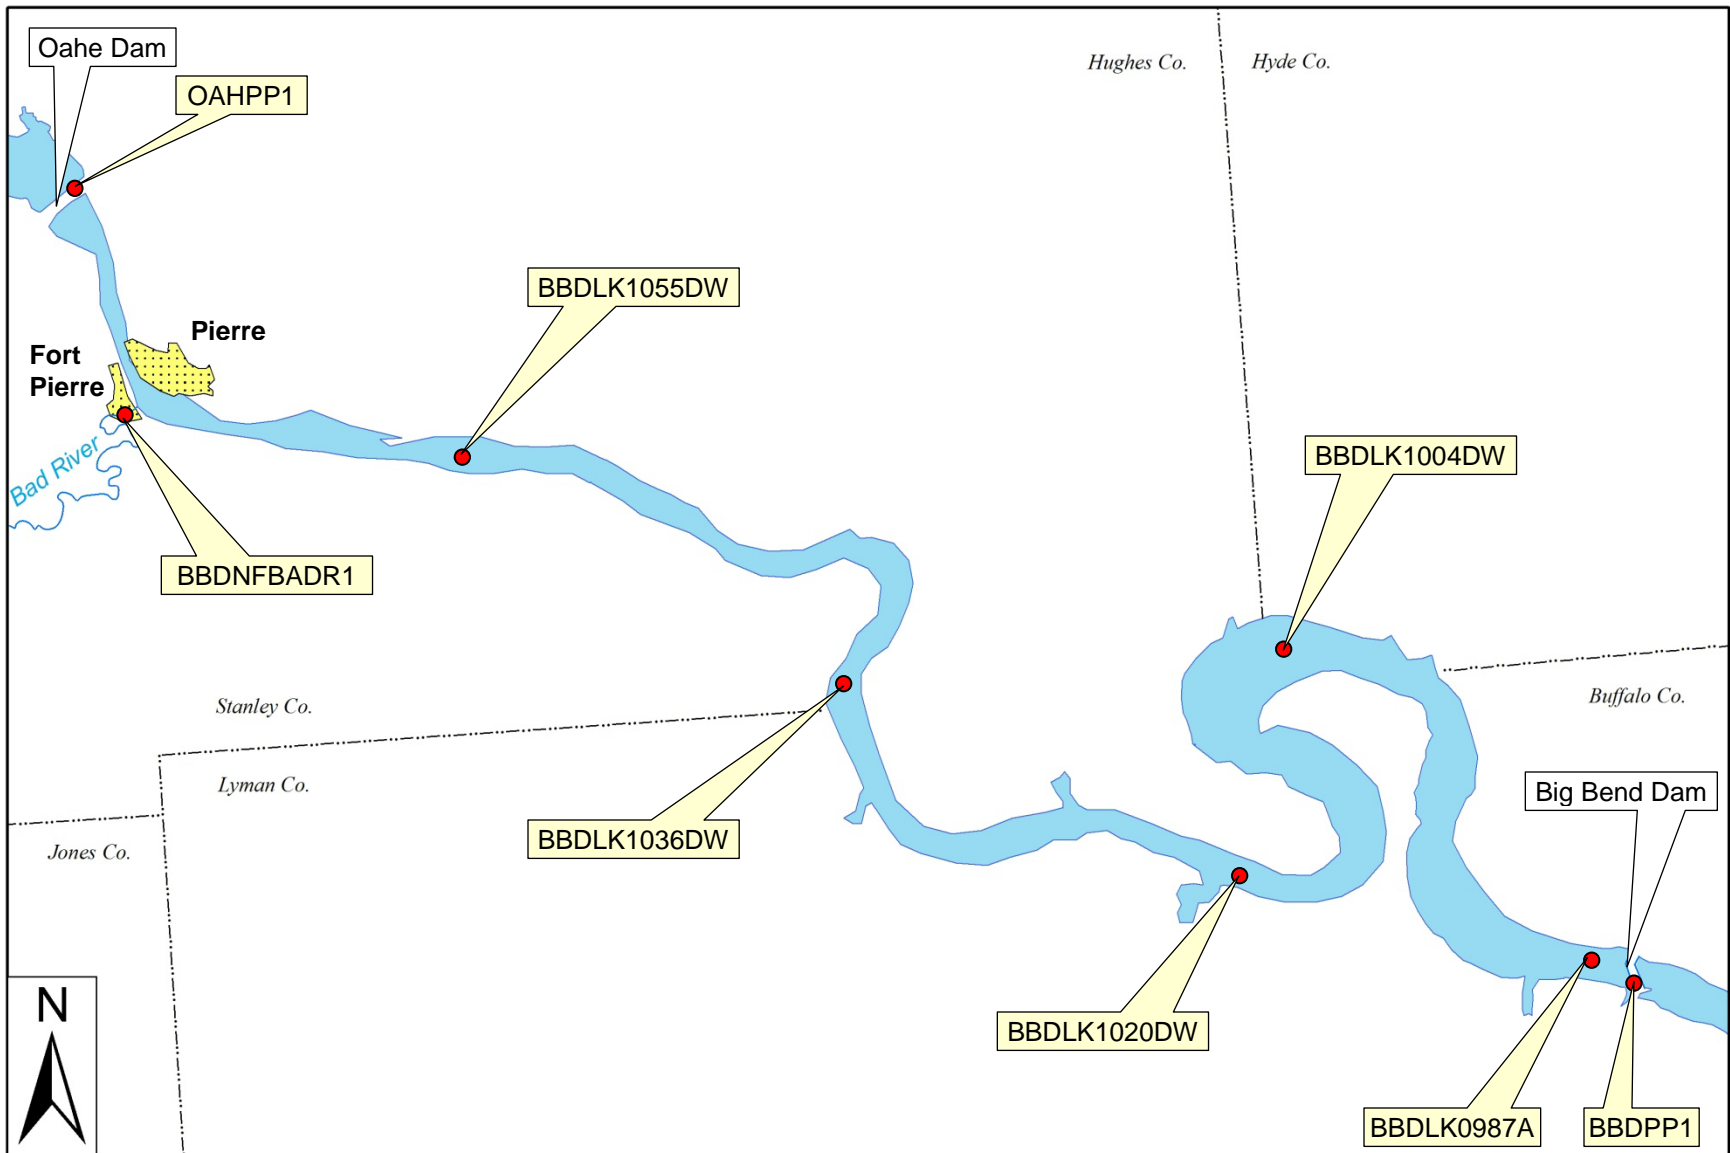 Oahe Dam
Hughes Co.
Hyde Co.
OAHPP1
BBDLK1055DW
Pierre
Fort
Pierre
Bad River
BBDLK1004DW
BBDNFBADR1
Stanley Co.
Buffalo Co.
Lyman Co.
Big Bend Dam
BBDLK1036DW
Jones Co.
N
BBDLK1020DW
BBDLK0987A
BBDPP1